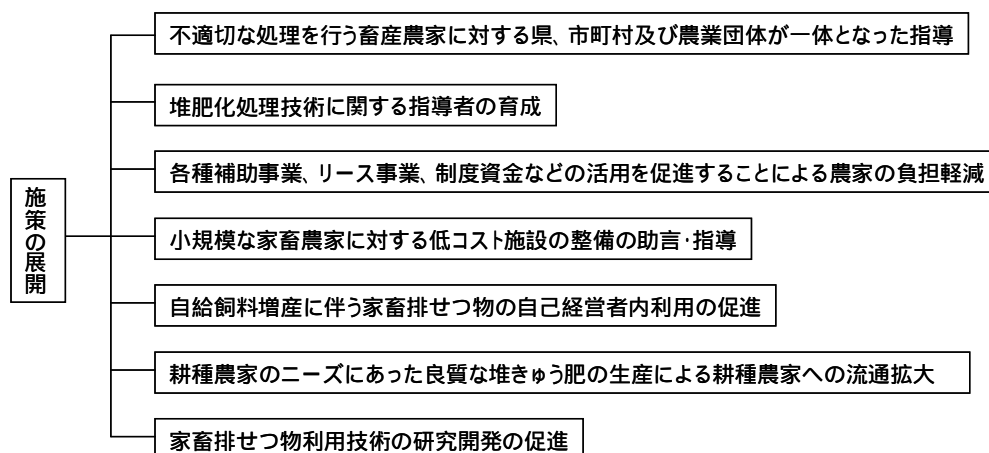 施策の展開
不適切な処理を行う畜産農家に対する県、市町村及び農業団体が一体となった指導
堆肥化処理技術に関する指導者の育成
各種補助事業、リース事業、制度資金などの活用を促進することによる農家の負担軽減
小規模な家畜農家に対する低コスト施設の整備の助言・指導
自給飼料増産に伴う家畜排せつ物の自己経営者内利用の促進
耕種農家のニーズにあった良質な堆きゅう肥の生産による耕種農家への流通拡大
家畜排せつ物利用技術の研究開発の促進